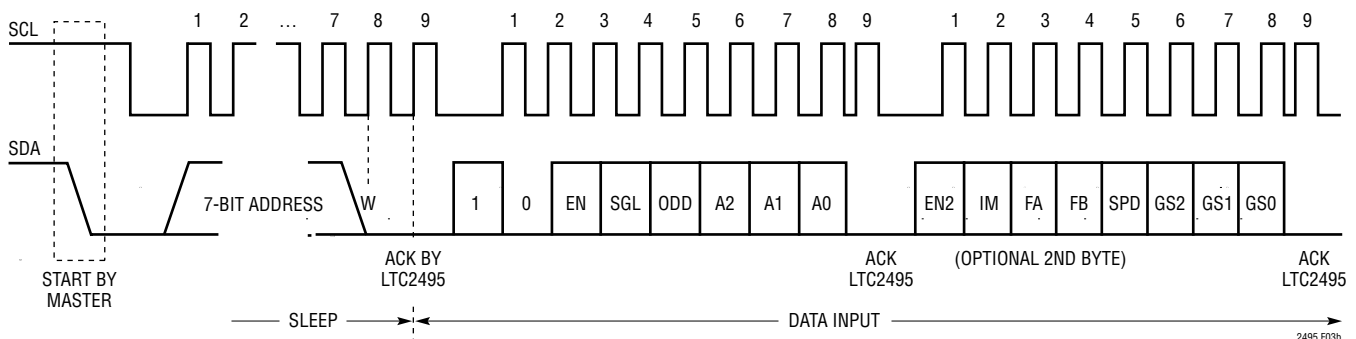 1 2 … 7 8 9 1 2 3 4 5 6 7 8 9 1 2 3 4 5 6 7 8 9
SCL
SDA
7-BIT ADDRESS W 1 0 EN SGL ODD A2 A1 A0 EN2 IM FA FB SPD GS2 GS1 GS0
START BY
MASTER
ACK BY
LTC2495
ACK
LTC2495
(OPTIONAL 2ND BYTE)
ACK
LTC2495
SLEEP DATA INPUT
2495 F03b